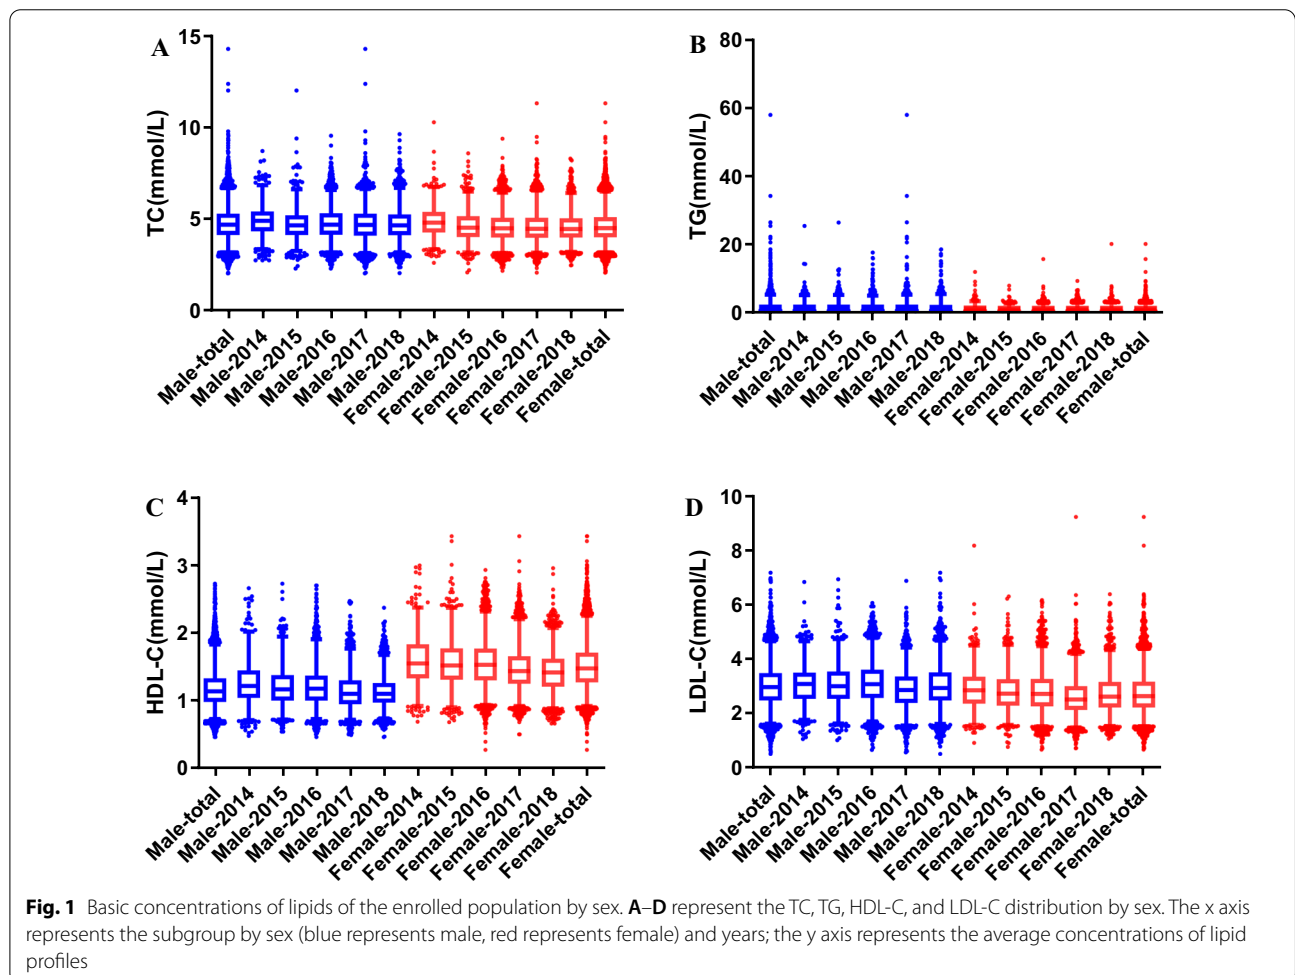 A
TC(mmol/L)
15
10
5
0
Male-total
Male-2014
Male-2015
Male-2016
Male-2017
Male-2018
Female-2014
Female-2015
Female-2016
Female-2017
Female-2018
Female-total
B
TG(mmol/L)
80
60
40
20
0
Male-total
Male-2014
Male-2015
Male-2016
Male-2017
Male-2018
Female-2014
Female-2015
Female-2016
Female-2017
Female-2018
Female-total
C
HDL-C(mmol/L)
4
3
2
1
0
Male-total
Male-2014
Male-2015
Male-2016
Male-2017
Male-2018
Female-2014
Female-2015
Female-2016
Female-2017
Female-2018
Female-total
D
LDL-C(mmol/L)
10
8
6
4
2
0
Male-total
Male-2014
Male-2015
Male-2016
Male-2017
Male-2018
Female-2014
Female-2015
Female-2016
Female-2017
Female-2018
Female-total
Fig. 1 Basic concentrations of lipids of the enrolled population by sex. A–D represent the TC, TG, HDL-C, and LDL-C distribution by sex. The x axis
represents the subgroup by sex (blue represents male, red represents female) and years; the y axis represents the average concentrations of lipid
profiles